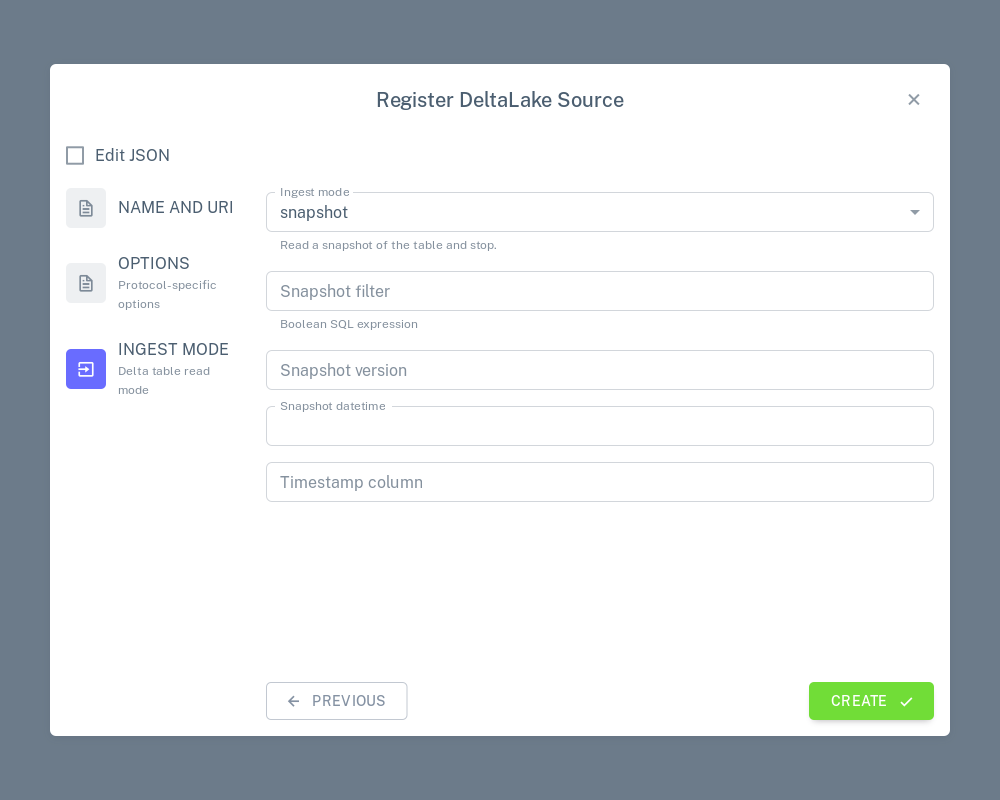 Register DeltaLake Source
Edit JSON
NAME AND URI
OPTIONS
Protocol-specific
options
INGEST MODE
Delta table read
mode
Ingest mode
snapshot
Read a snapshot of the table and stop.
Snapshot filter
Boolean SQL expression
Snapshot version
Snapshot datetime
Timestamp column
PREVIOUS
CREATE